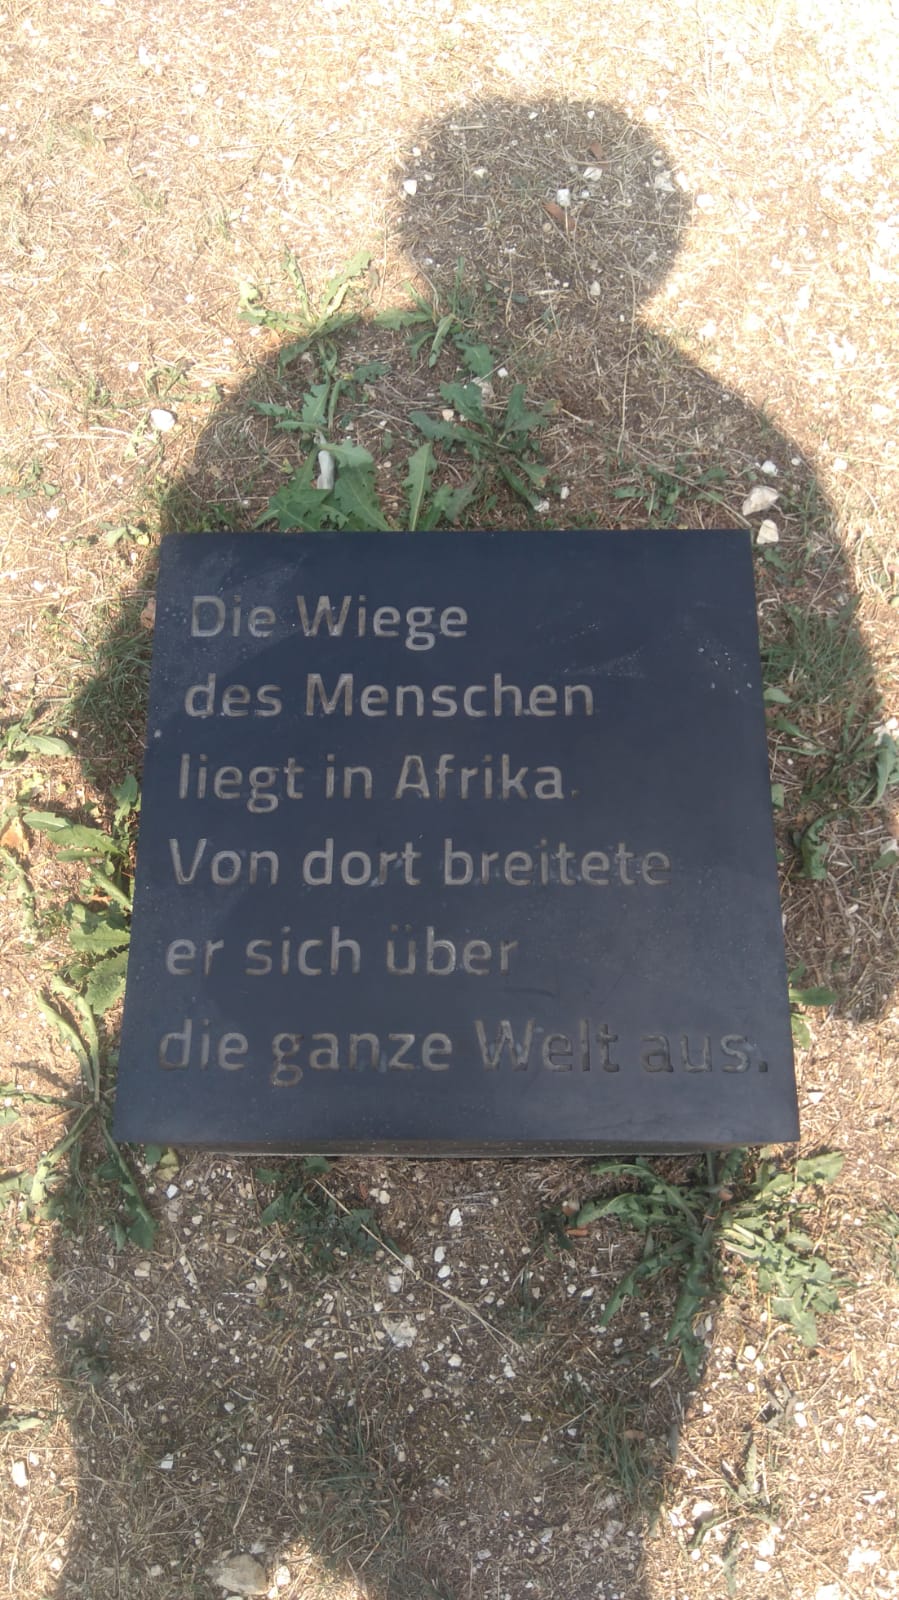 Die Wiege
des Menschen
liegt in Afrika.
Von dort breitete
er sich über
die ganze Welt aus.